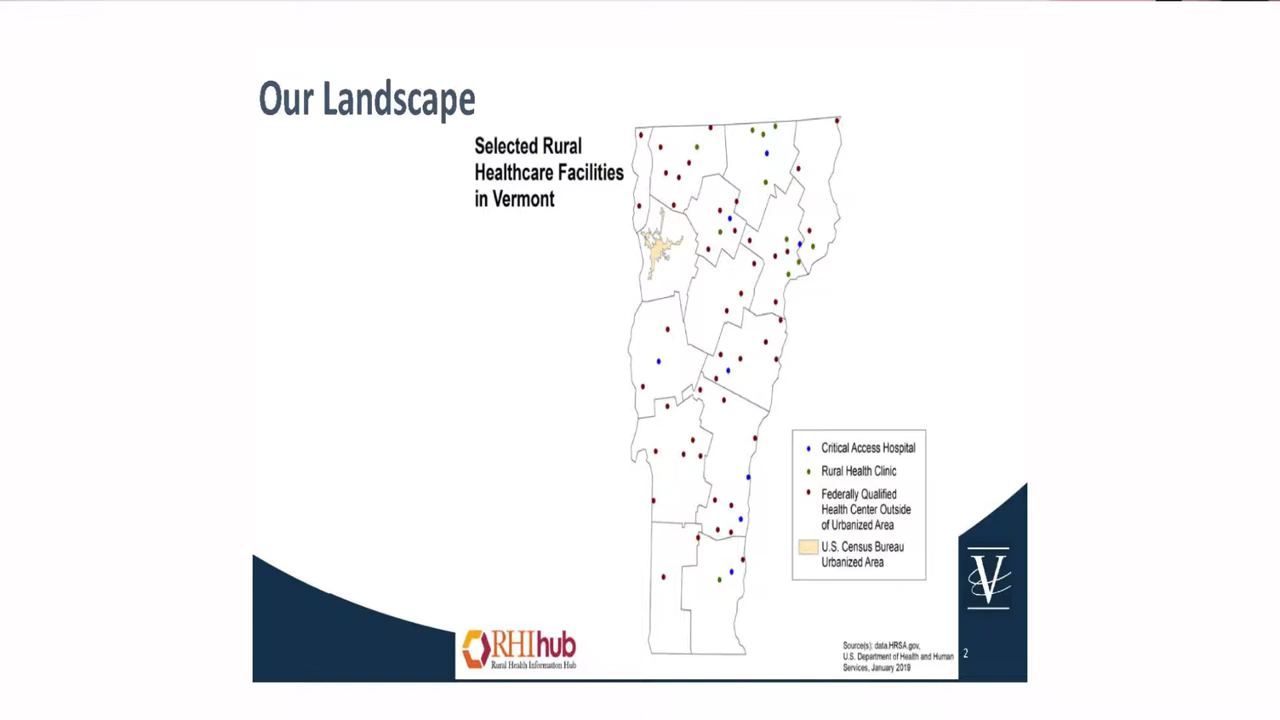 Our Landscape
Selected Rural
Healthcare Facilities
in Vermont
Critical Access Hospital
Rural Health Clinic
Federally Qualified
Health Center Outside
of Urbanized Area
U.S. Census Bureau
Urbanized Area
RHIhub
Rural Health Information Hub
Source(s): data.HRSA.gov,
U.S. Department of Health and Human
Services, January 2019
2
V